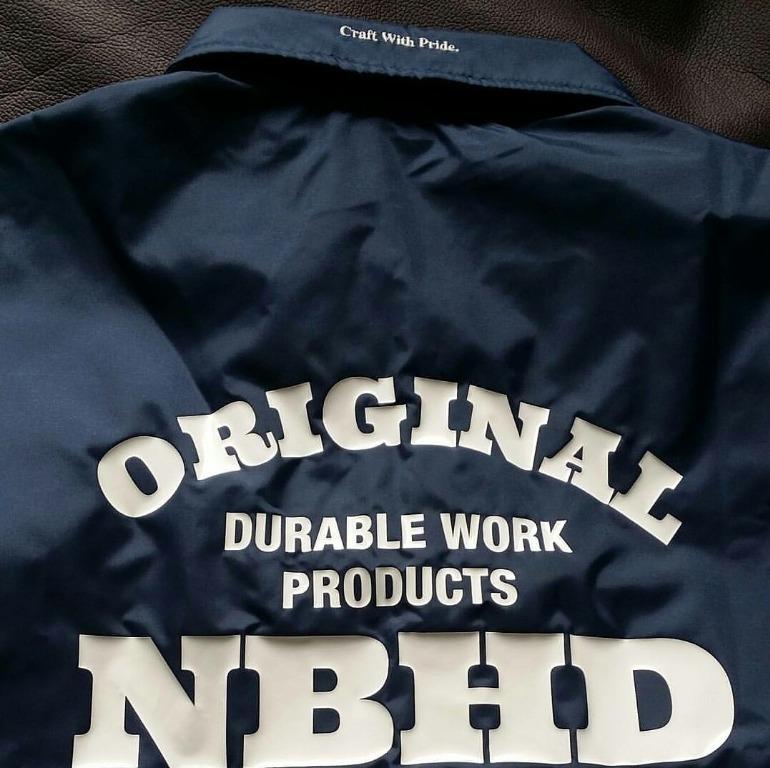 Craft With Pride.
ORIGINAL
DURABLE WORK
PRODUCTS
NBHD